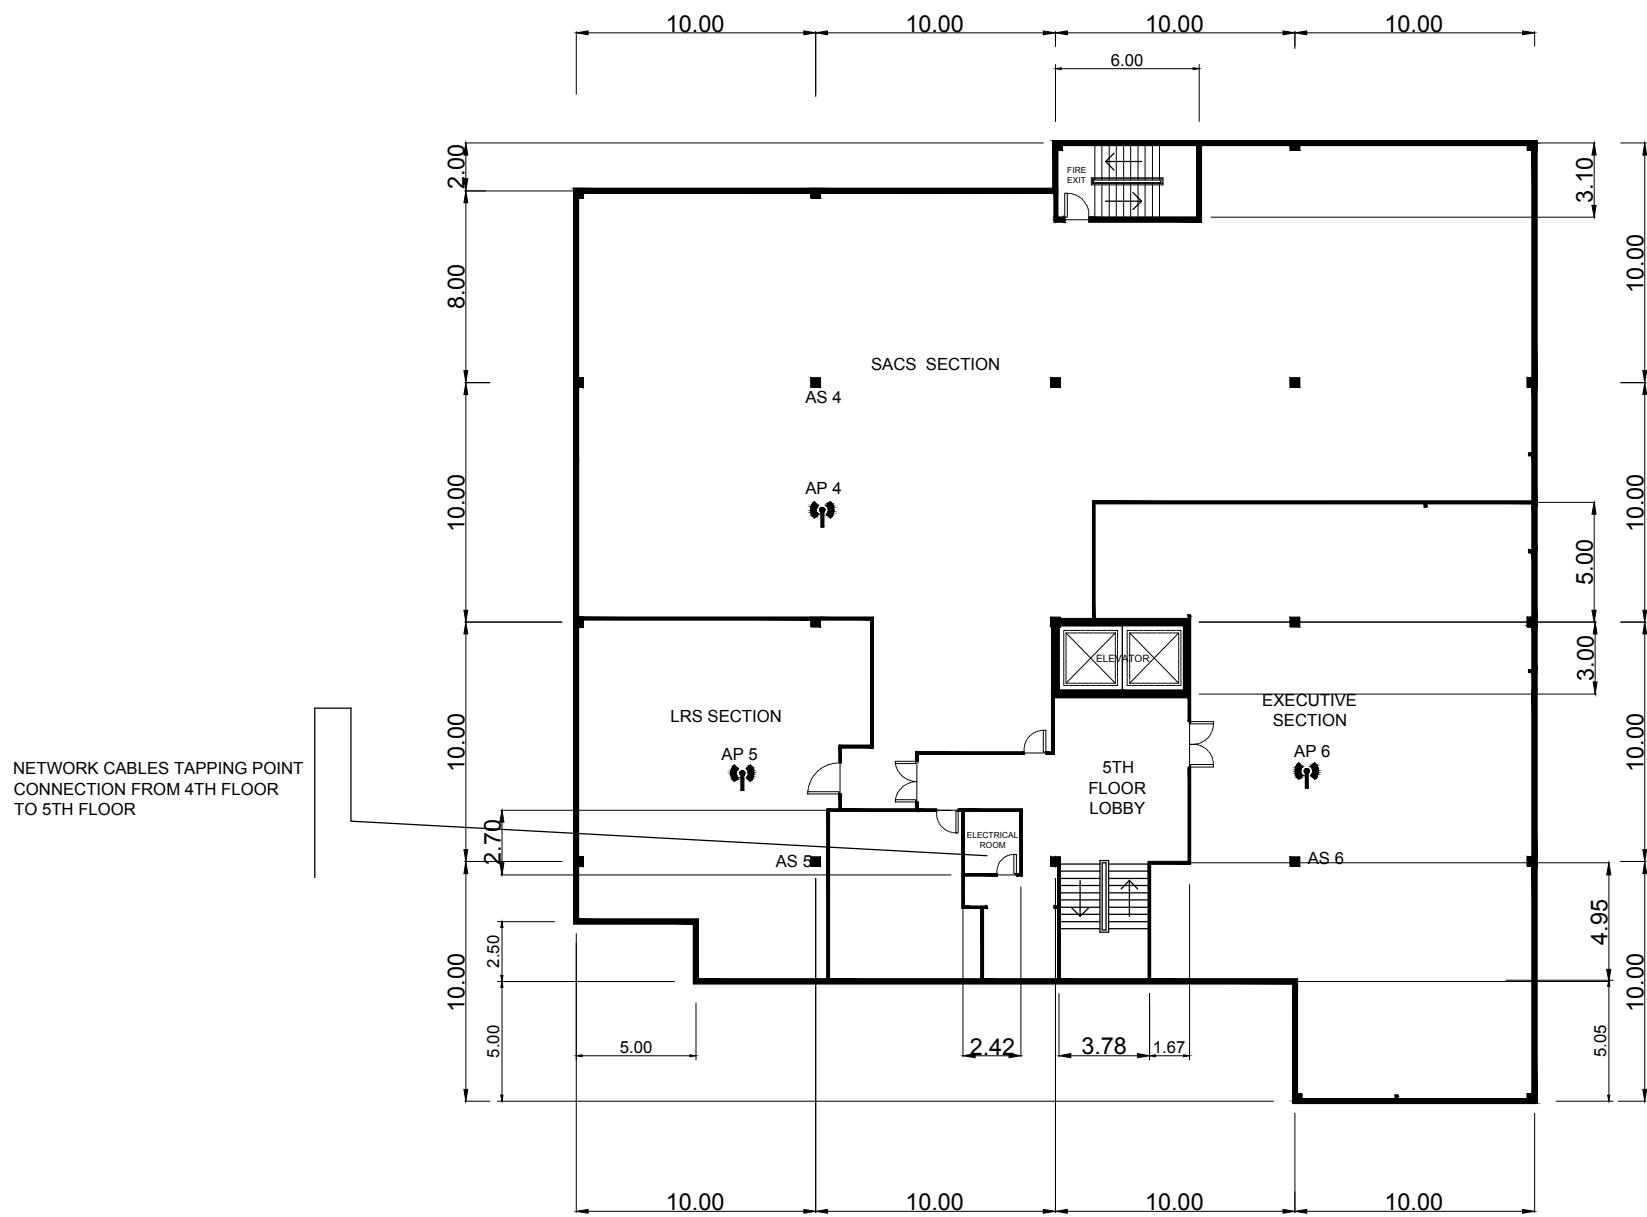 10.00
10.00
10.00
10.00
6.00
2.00
FIRE
EXIT
3.10
8.00
10.00
SACS  SECTION
AS 4
AP 4
10.00
10.00
5.00
ELEVATOR
3.00
LRS SECTION
EXECUTIVE
SECTION
AP 5
AP 6
10.00
10.00
5TH
FLOOR
LOBBY
NETWORK CABLES TAPPING POINT
CONNECTION FROM 4TH FLOOR
TO 5TH FLOOR
2.70
ELECTRICAL
ROOM
AS 5
AS 6
4.95
2.50
10.00
10.00
5.00
5.00
2.42
3.78
1.67
5.05
10.00
10.00
10.00
10.00